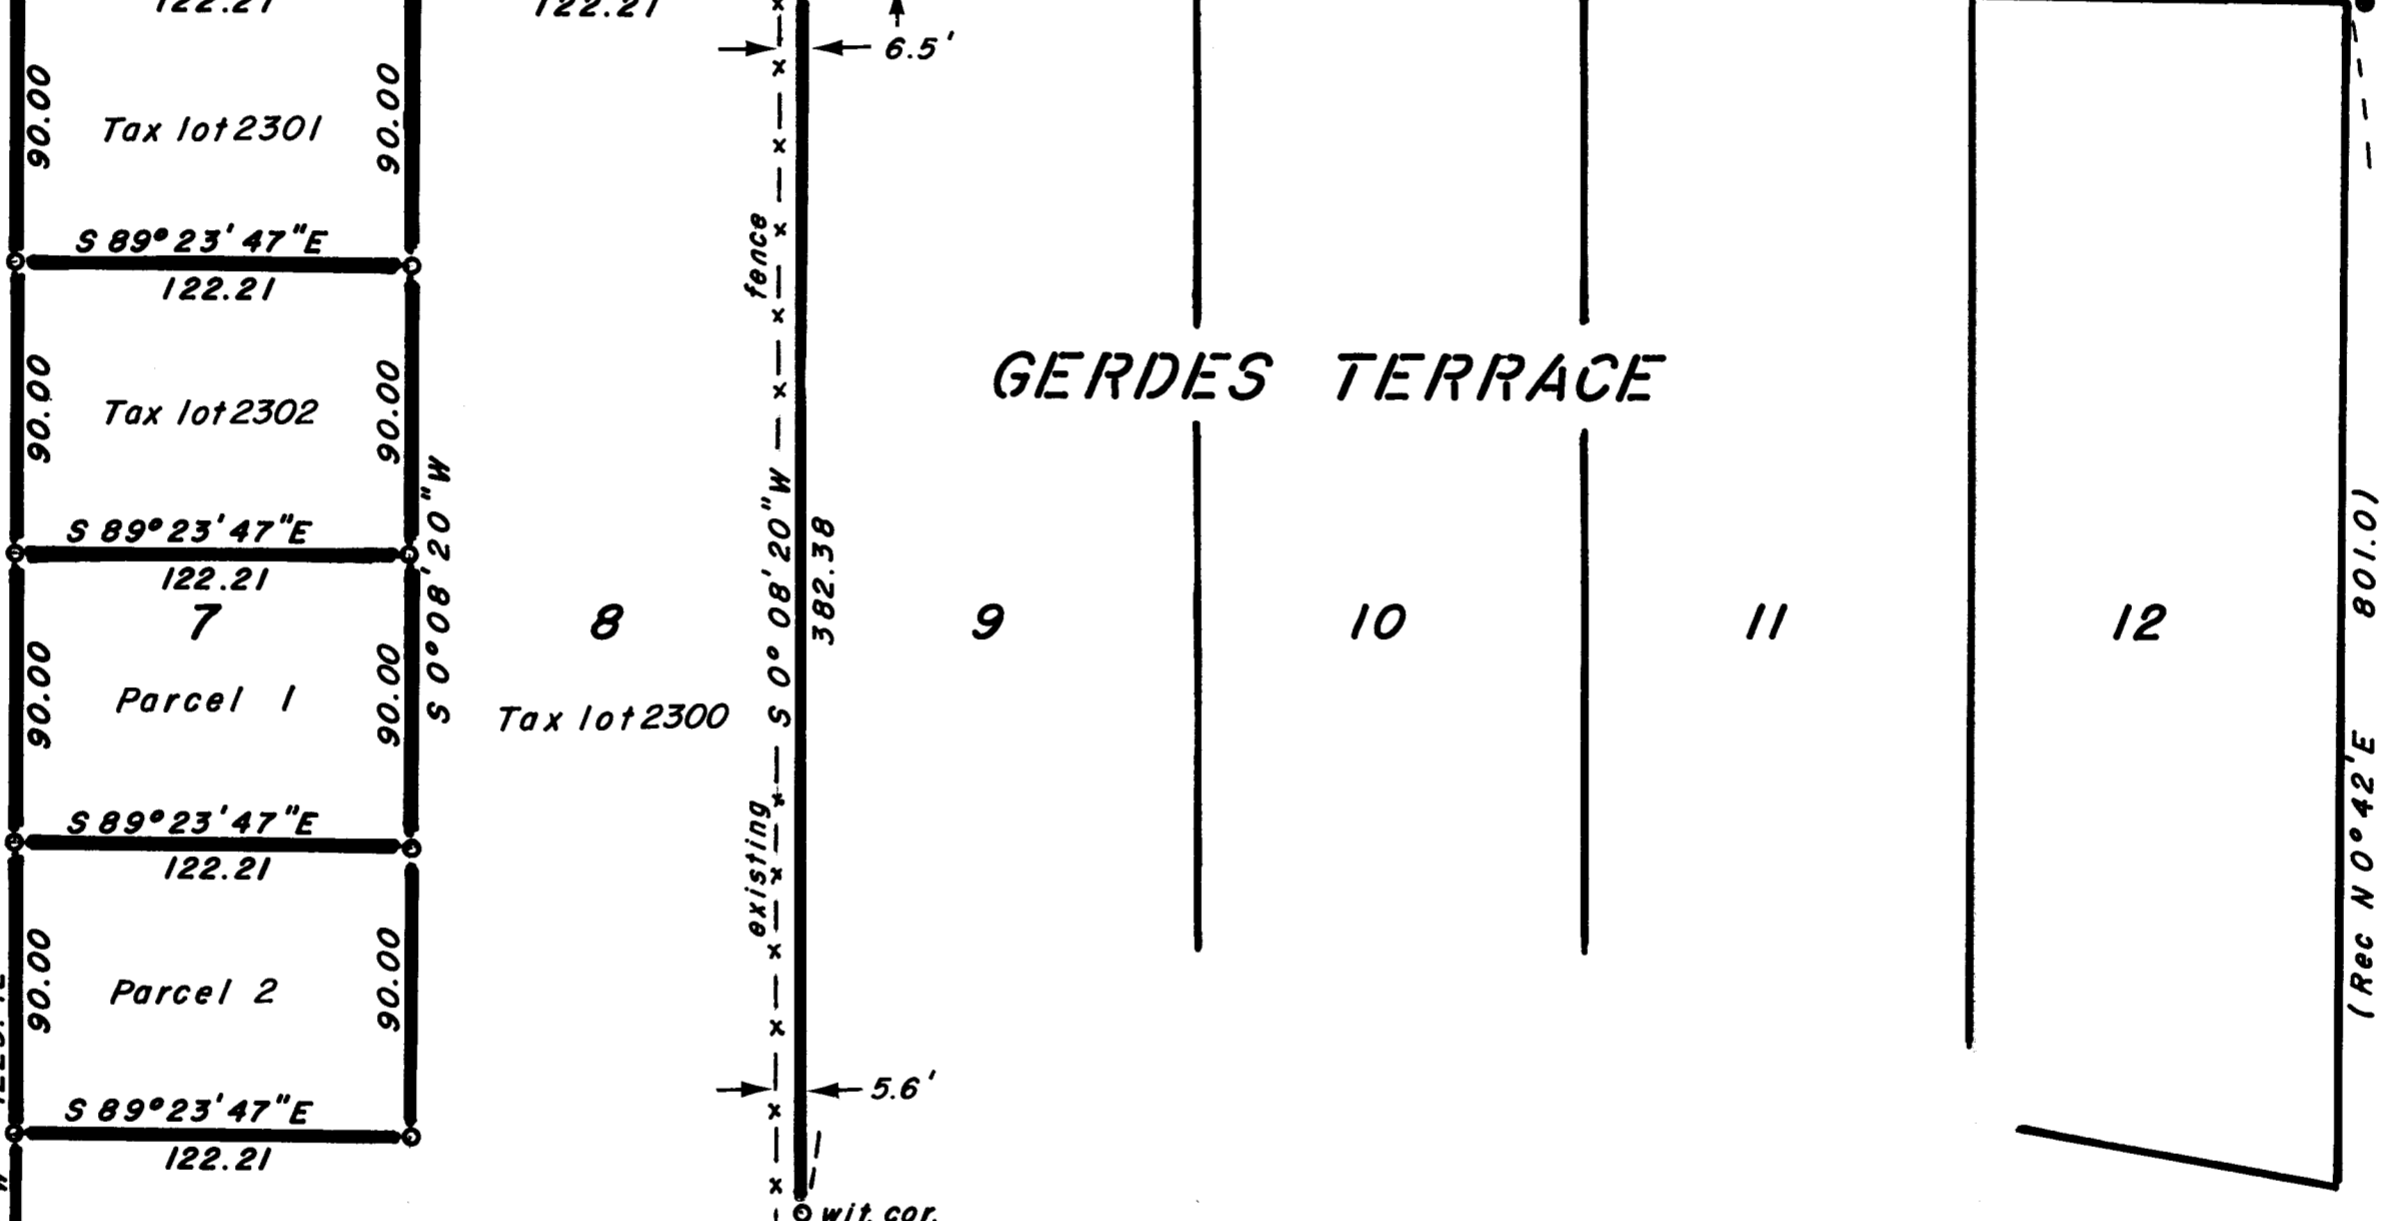 122.21
122.21
6.5'
90.00
90.00
Tax lot 2301
fence
S 89° 23' 47" E
122.21
90.00
90.00
Tax lot 2302
GERDES TERRACE
S 89° 23' 47" E
122.21
S 0° 08' 20" W
S 0° 08' 20" W
382.38
801.0)
7
8
9
10
11
12
90.00
90.00
Parcel 1
Tax lot 2300
(Rec N 0° 42' E
S 89° 23' 47" E
122.21
existing
90.00
90.00
Parcel 2
5.6'
S 89° 23' 47" E
122.21
wit. cor.